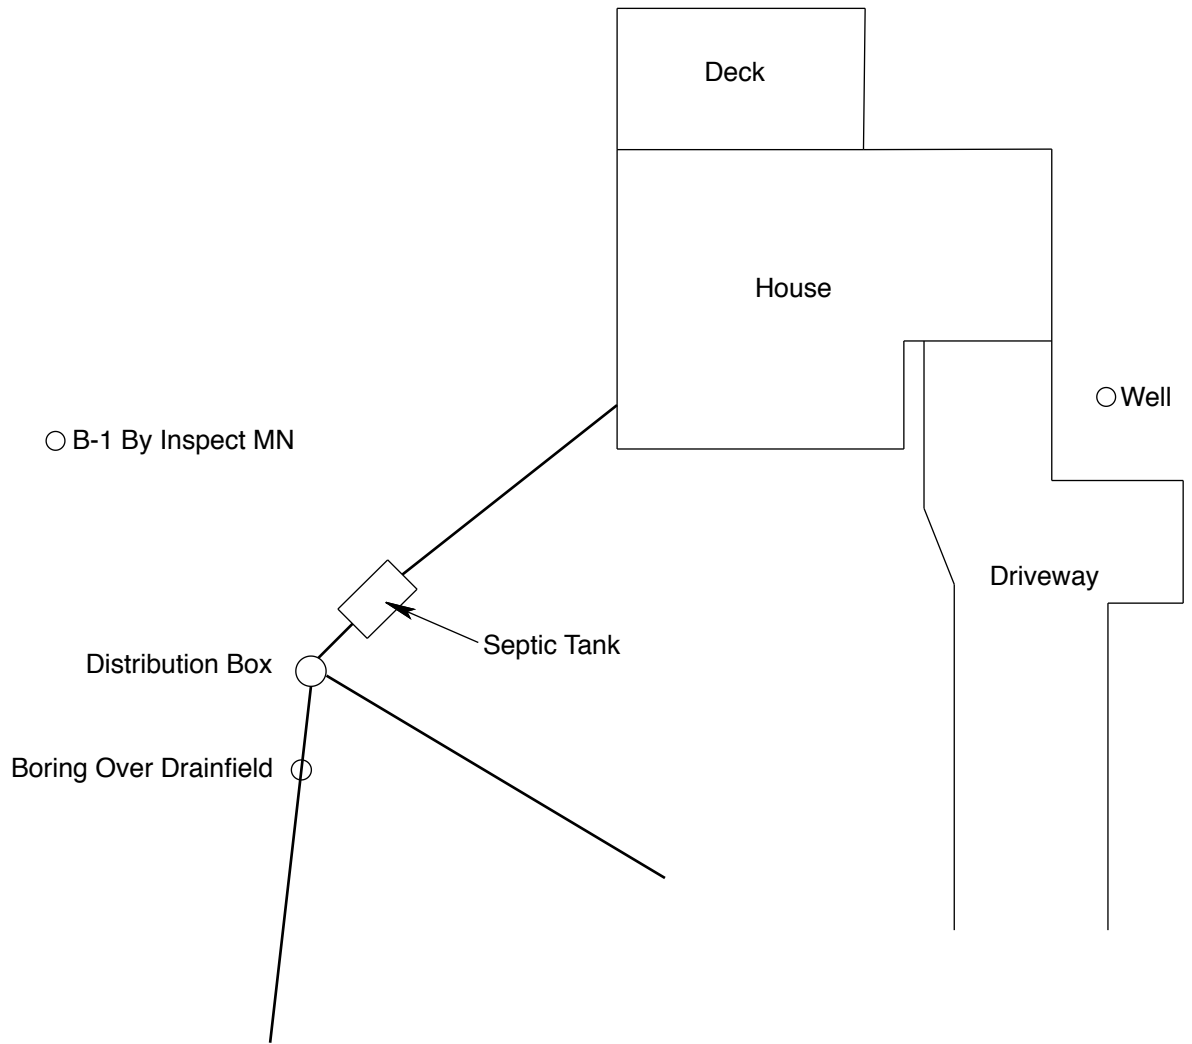 Deck
House
Well
B-1 By Inspect MN
Driveway
Septic Tank
Distribution Box
Boring Over Drainfield